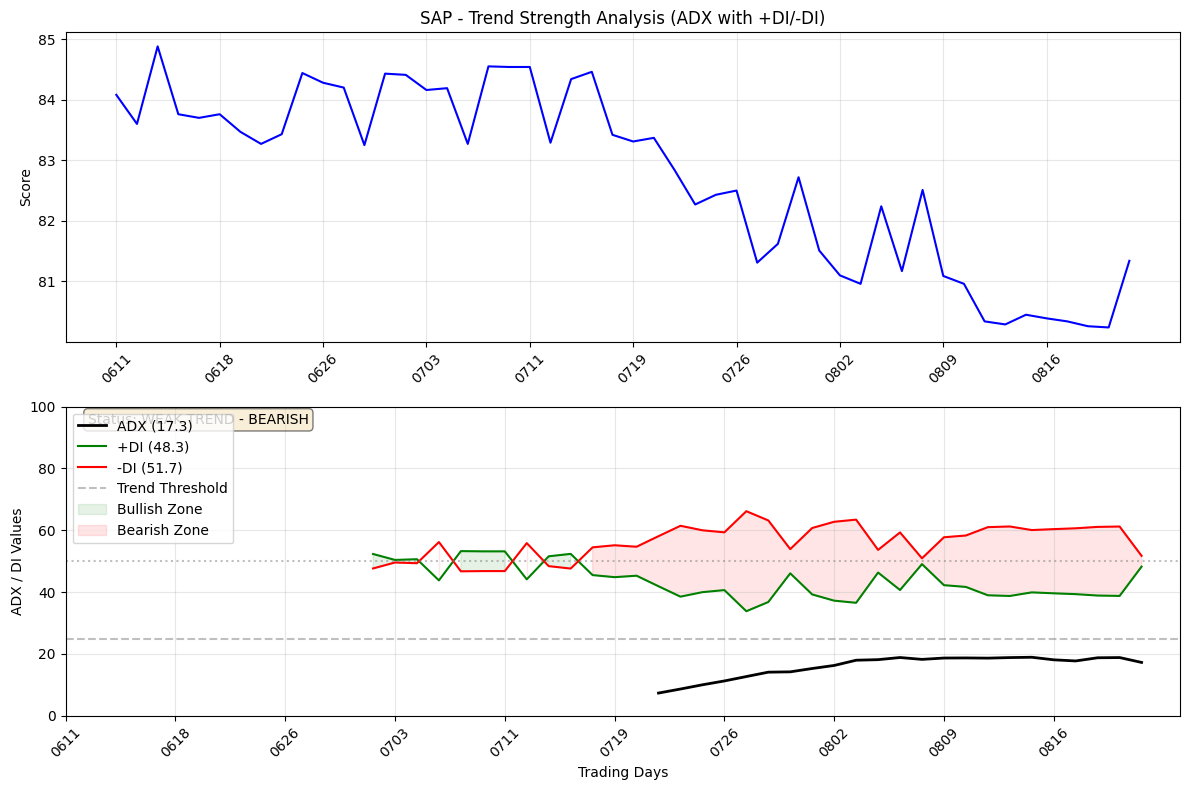 SAP - Trend Strength Analysis (ADX with +DI/-DI)
85
84
83
82
81
Score
0611
0618
0626
0703
0711
0719
0726
0802
0809
0816
100
80
60
40
20
0
ADX / DI Values
Status: WEAK TREND - BEARISH
ADX (17.3)
+DI (48.3)
-DI (51.7)
Trend Threshold
Bullish Zone
Bearish Zone
0611
0618
0626
0703
0711
0719
0726
0802
0809
0816
Trading Days